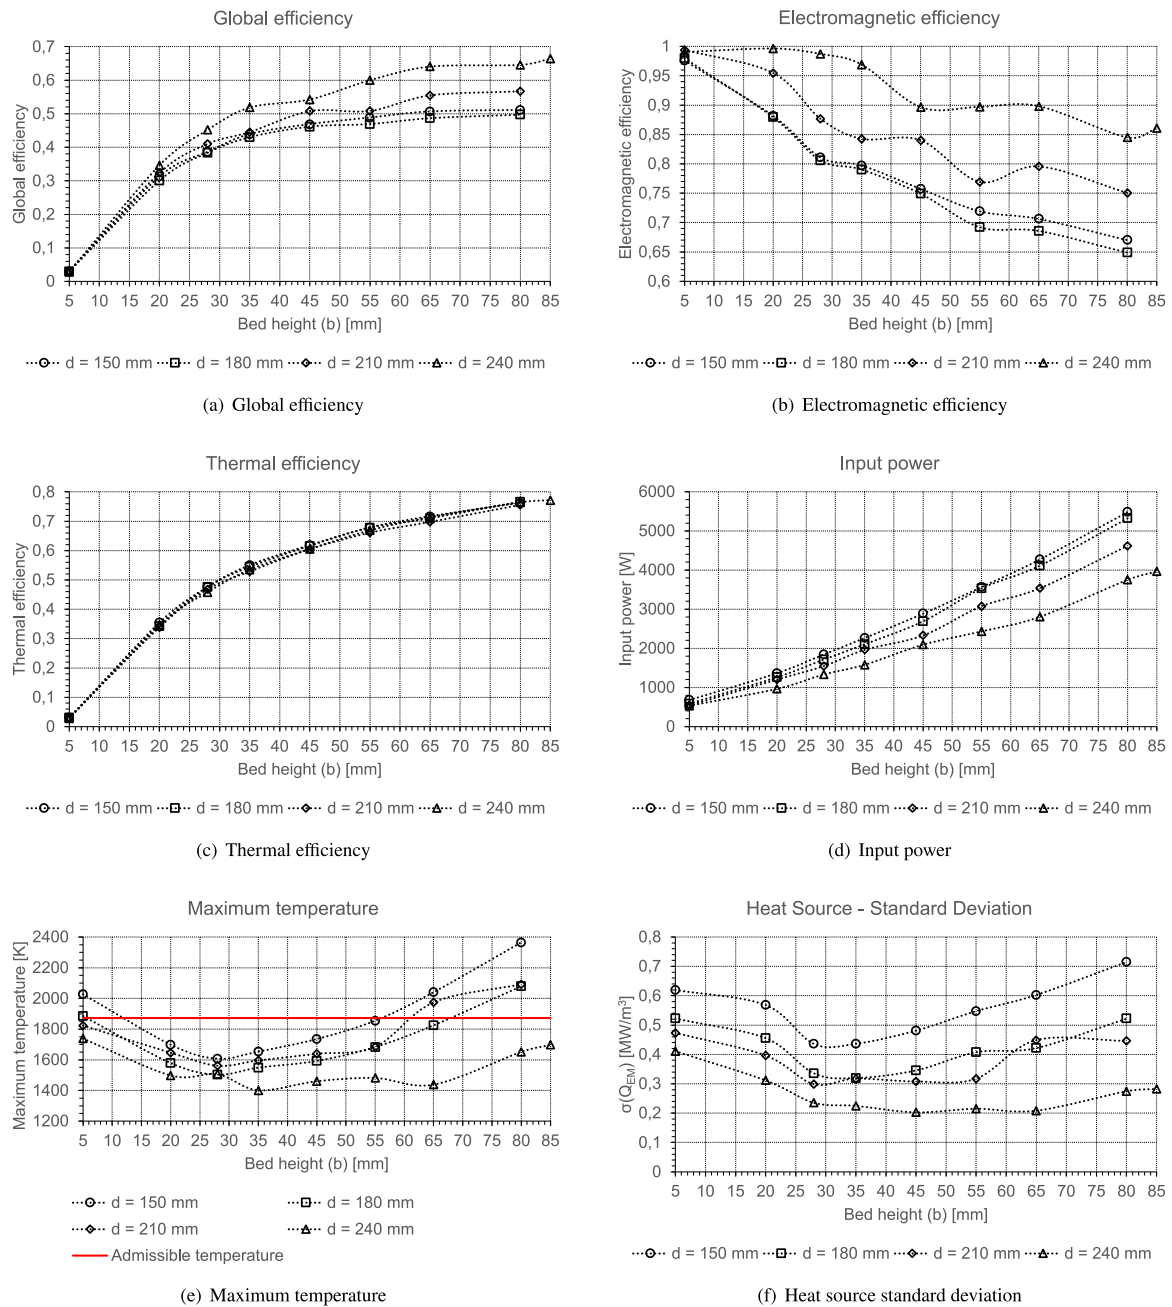 Global efficiency
0,7
0,6
0,5
0,4
0,3
0,2
0,1
0
Global efficiency
5 10 15 20 25 30 35 40 45 50 55 60 65 70 75 80 85
Bed height (b) [mm]
d = 150 mm d = 180 mm d = 210 mm d = 240 mm
(a) Global efficiency
Electromagnetic efficiency
1
0,95
0,9
0,85
0,8
0,75
0,7
0,65
0,6
Electromagnetic efficiency
5 10 15 20 25 30 35 40 45 50 55 60 65 70 75 80 85
Bed height (b) [mm]
d = 150 mm d = 180 mm d = 210 mm d = 240 mm
(b) Electromagnetic efficiency
Thermal efficiency
0,8
0,7
0,6
0,5
0,4
0,3
0,2
0,1
0
Thermal efficiency
5 10 15 20 25 30 35 40 45 50 55 60 65 70 75 80 85
Bed height (b) [mm]
d = 150 mm d = 180 mm d = 210 mm d = 240 mm
(c) Thermal efficiency
Input power
6000
5000
4000
3000
2000
1000
0
Input power [W]
5 10 15 20 25 30 35 40 45 50 55 60 65 70 75 80 85
Bed height (b) [mm]
d = 150 mm d = 180 mm d = 210 mm d = 240 mm
(d) Input power
Maximum temperature
2400
2200
2000
1800
1600
1400
1200
Maximum temperature [K]
5 10 15 20 25 30 35 40 45 50 55 60 65 70 75 80 85
Bed height (b) [mm]
d = 150 mm d = 180 mm
d = 210 mm d = 240 mm
Admissible temperature
(e) Maximum temperature
Heat Source - Standard Deviation
0,8
0,7
0,6
0,5
0,4
0,3
0,2
0,1
0
σ(Q_EM) [MW/m³]
5 10 15 20 25 30 35 40 45 50 55 60 65 70 75 80 85
Bed height (b) [mm]
d = 150 mm d = 180 mm d = 210 mm d = 240 mm
(f) Heat source standard deviation